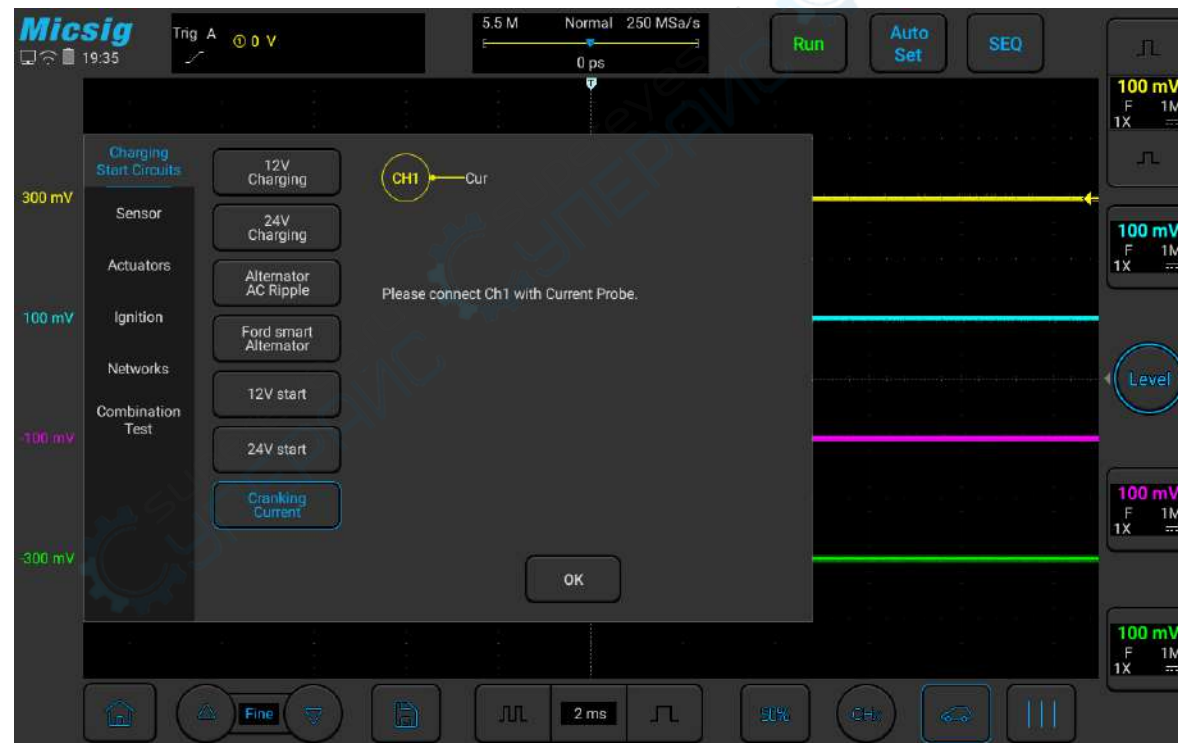 Micsig
19:35
Trig A ① 0 V
5.5 M Normal 250 MSa/s
0 ps
T
Run
Auto
Set
SEQ
100 mV
F 1M
1X
Charging
Start Circuits
Sensor
Actuators
Ignition
Networks
Combination
Test
12V
Charging
24V
Charging
Alternator
AC Ripple
Ford smart
Alternator
12V start
24V start
Cranking
Current
CH1 Cur
Please connect Ch1 with Current Probe.
OK
300 mV
100 mV
-100 mV
-300 mV
100 mV
F 1M
1X
Level
100 mV
F 1M
1X
100 mV
F 1M
1X
Fine
2 ms
50%
СУПЕРАЙС